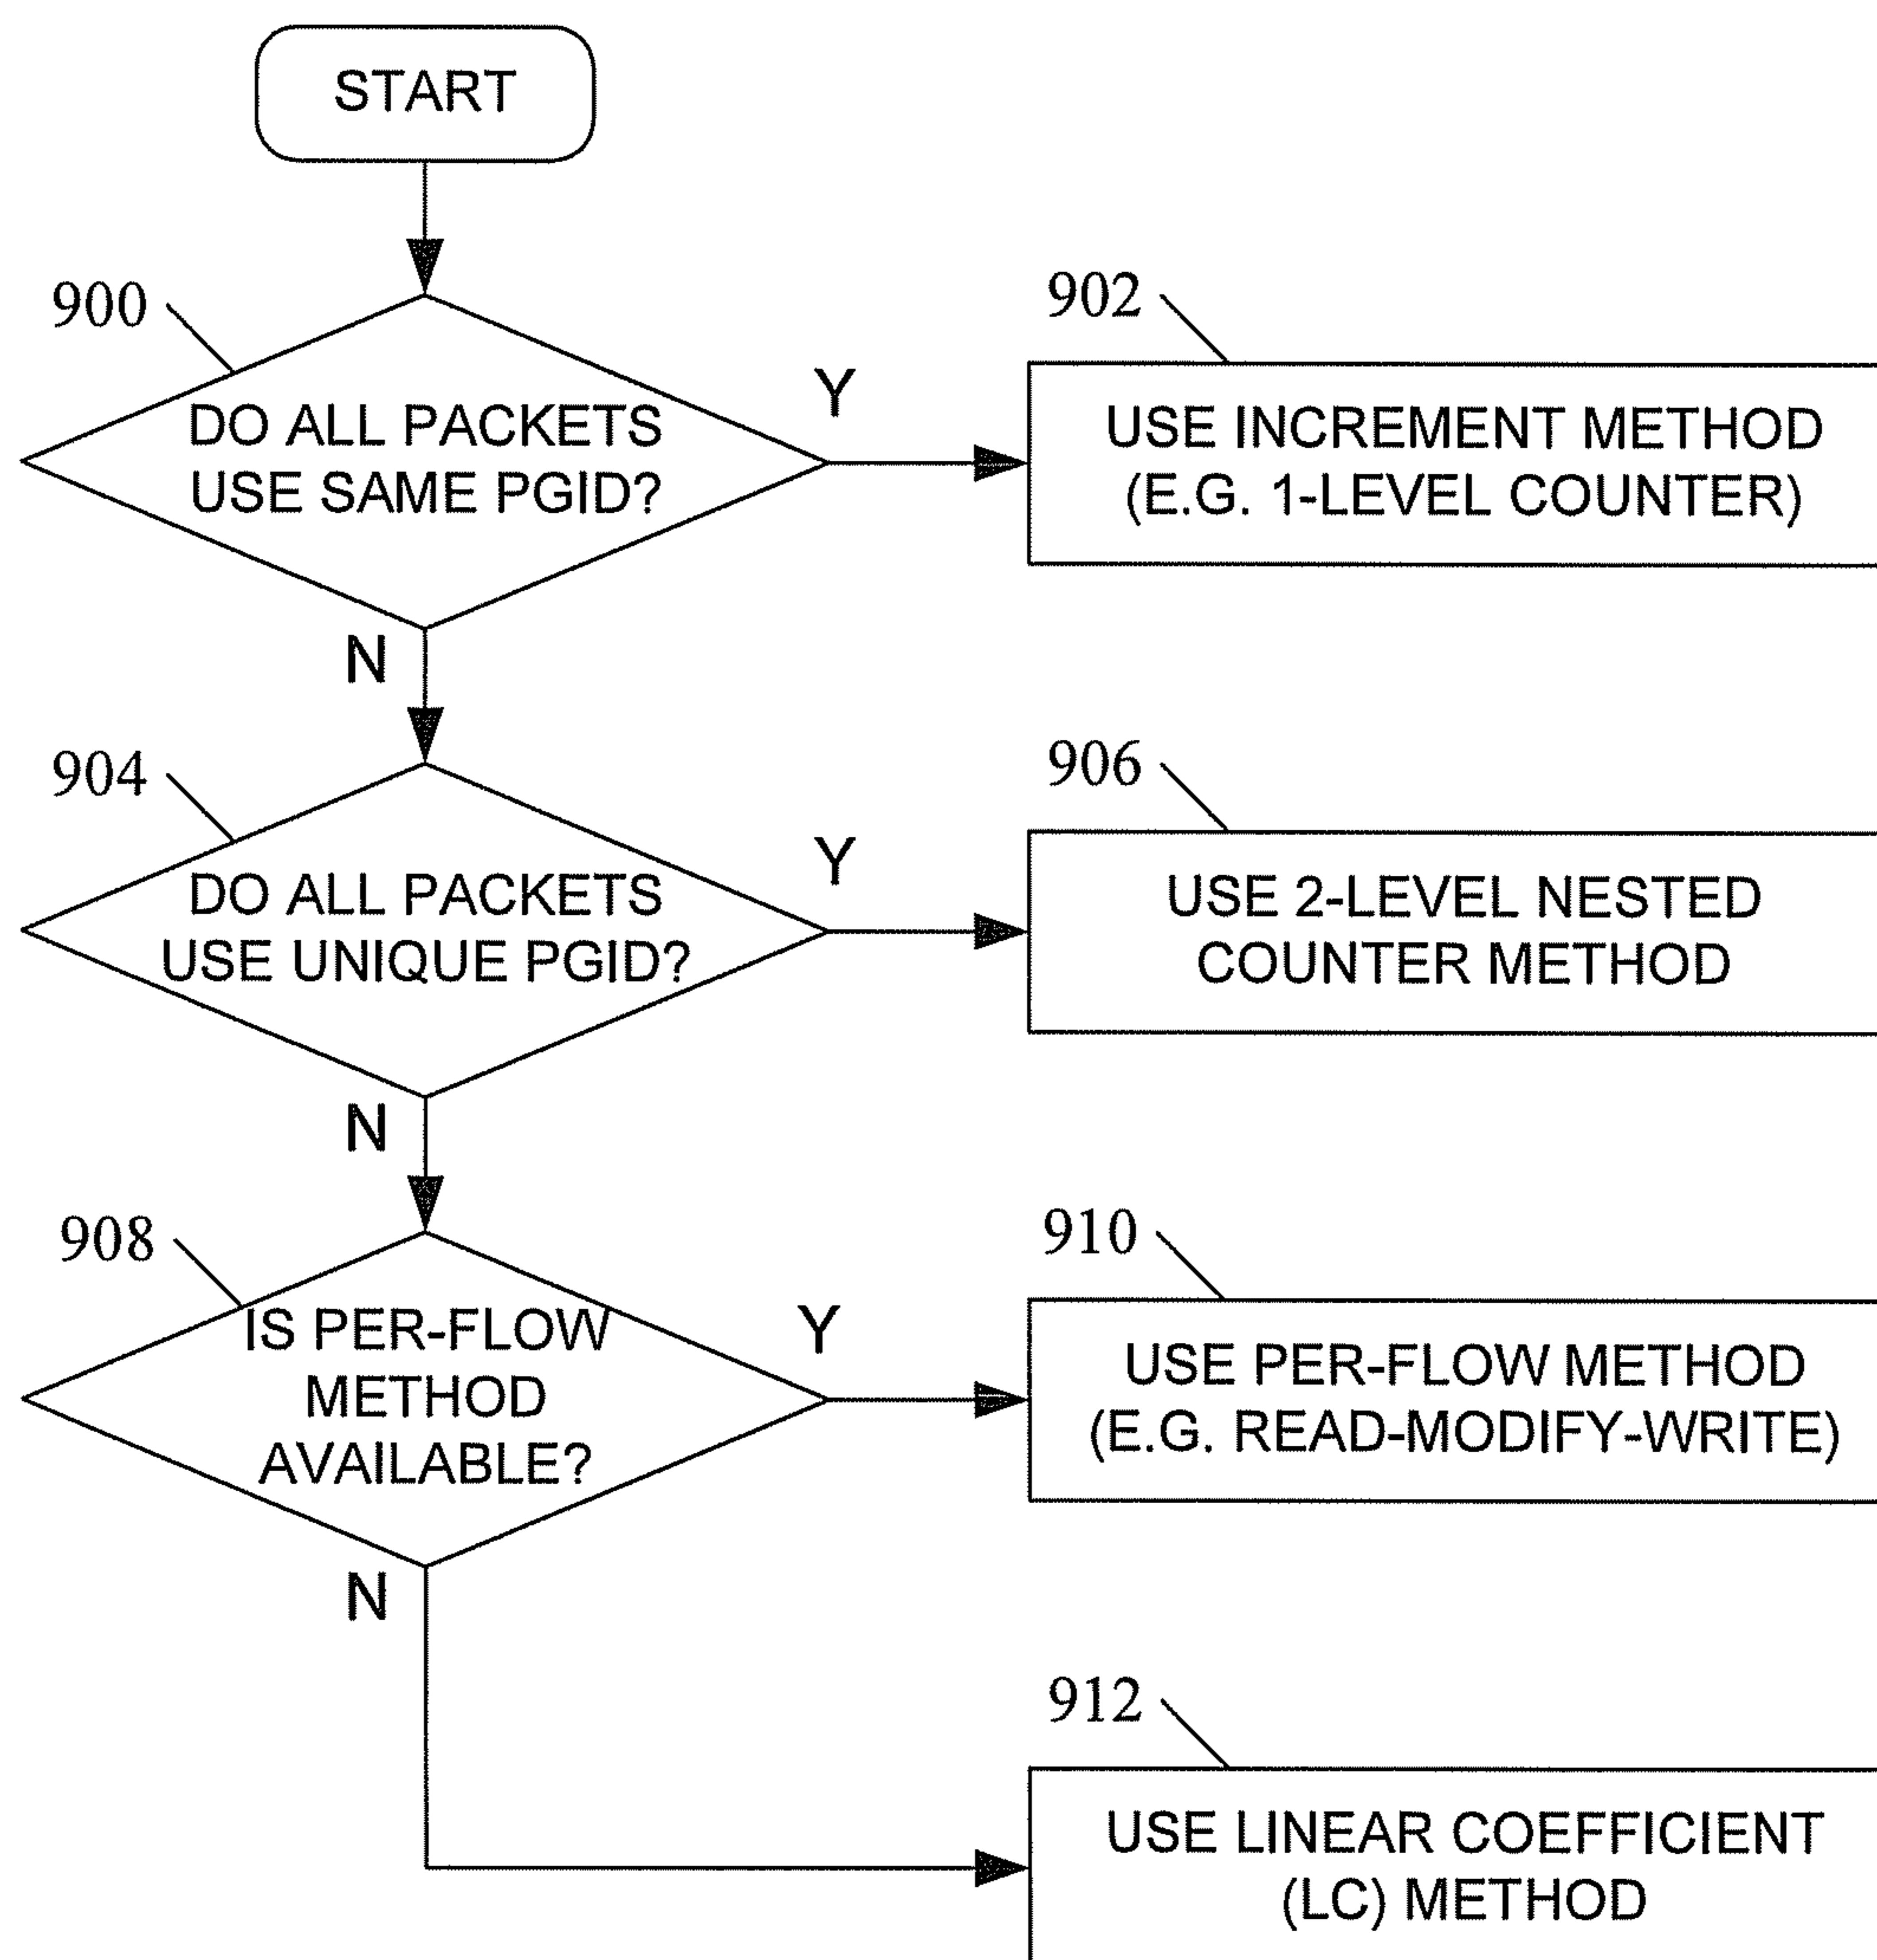 START
900
DO ALL PACKETS
USE SAME PGID?
Y
902
USE INCREMENT METHOD
(E.G. 1-LEVEL COUNTER)
N
904
DO ALL PACKETS
USE UNIQUE PGID?
Y
906
USE 2-LEVEL NESTED
COUNTER METHOD
N
908
IS PER-FLOW
METHOD
AVAILABLE?
Y
910
USE PER-FLOW METHOD
(E.G. READ-MODIFY-WRITE)
N
912
USE LINEAR COEFFICIENT
(LC) METHOD